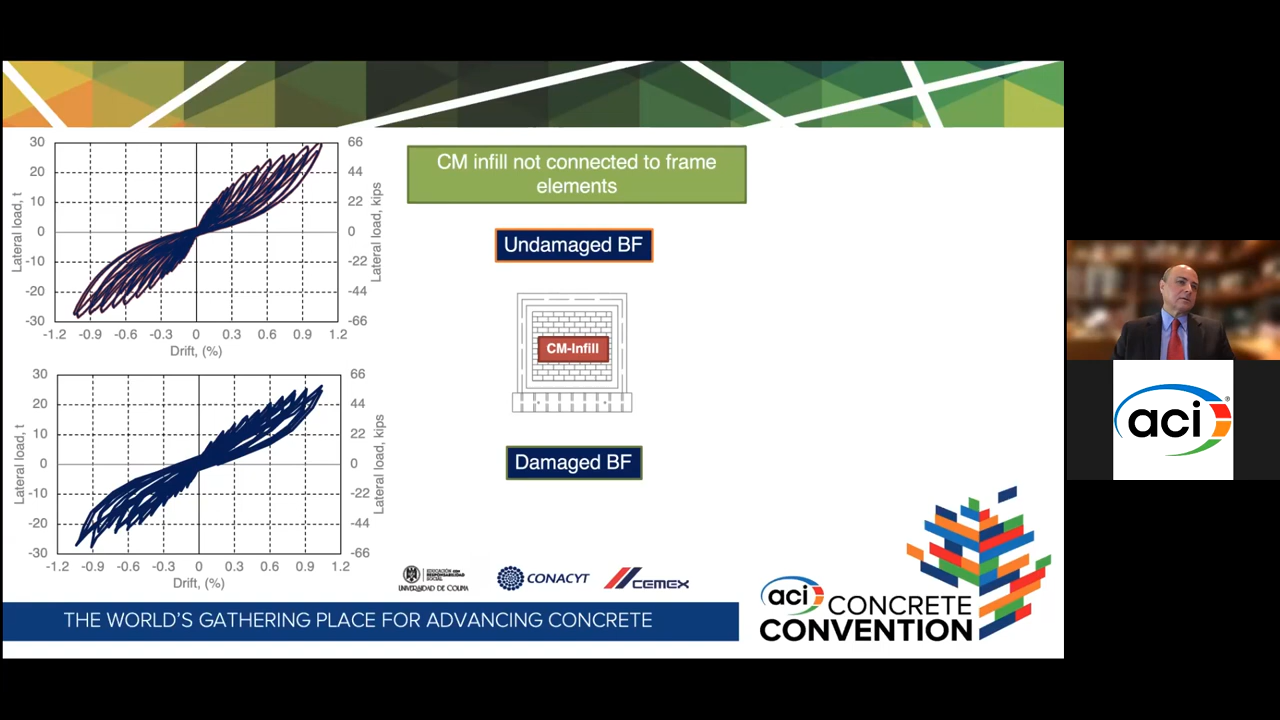 30
20
10
0
-10
-20
-30
66
44
22
0
-22
-44
-66
Lateral load, t
Lateral load, kips
-1.2 -0.9 -0.6 -0.3 0 0.3 0.6 0.9 1.2
Drift, (%)
30
20
10
0
-10
-20
-30
66
44
22
0
-22
-44
-66
Lateral load, t
Lateral load, kips
-1.2 -0.9 -0.6 -0.3 0 0.3 0.6 0.9 1.2
Drift, (%)
CM infill not connected to frame
elements
Undamaged BF
CM-Infill
Damaged BF
EDUCACIÓN con
RESPONSABILIDAD
SOCIAL
UNIVERSIDAD DE COLIMA
CONACYT
CEMEX
THE WORLD'S GATHERING PLACE FOR ADVANCING CONCRETE
aci CONCRETE
CONVENTION
aci®